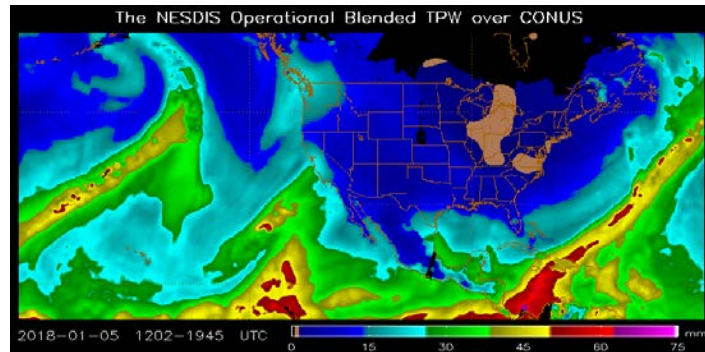 The NESDIS Operational Blended TPW over CONUS
2018-01-05 1202-1945 UTC
0 15 30 45 60 75 mm